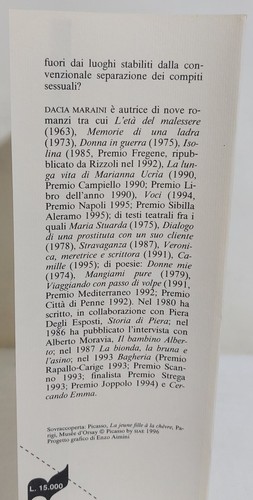 fuori dai luoghi stabiliti dalla con-
venzionale separazione dei compiti
sessuali?
DACIA MARAINI è autrice di nove ro-
manzi tra cui L'età del malessere
(1963), Memorie di una ladra
(1973), Donna in guerra (1975), Iso-
lina (1985, Premio Fregene, ripub-
blicato da Rizzoli nel 1992), La lun-
ga vita di Marianna Ucrìa (1990,
Premio Campiello 1990; Premio Li-
bro dell'anno 1990), Voci (1994,
Premio Napoli 1995; Premio Sibilla
Aleramo 1995); di testi teatrali fra i
quali Maria Stuarda (1975), Dialogo
di una prostituta con un suo cliente
(1978), Stravaganza (1987), Veroni-
ca, meretrice e scrittora (1991), Ca-
mille (1995); di poesie: Donne mie
(1974), Mangiami pure (1979),
Viaggiando con passo di volpe (1991,
Premio Mediterraneo 1992; Premio
Città di Penne 1992). Nel 1980 ha
scritto, in collaborazione con Piera
Degli Esposti, Storia di Piera; nel
1986 ha pubblicato l'intervista con
Alberto Moravia, Il bambino Alber-
to; nel 1987 La bionda, la bruna e
l'asino; nel 1993 Bagheria (Premio
Rapallo-Carige 1993; Premio Scan-
no 1993; finalista Premio Strega
1993; Premio Joppolo 1994) e Cer-
cando Emma.
Sovraccoperta: Picasso, La jeune fille à la chèvre, Pa-
rigi, Musée d'Orsay © Picasso by SIAE 1996
Progetto grafico di Enzo Aimini
L. 15.000